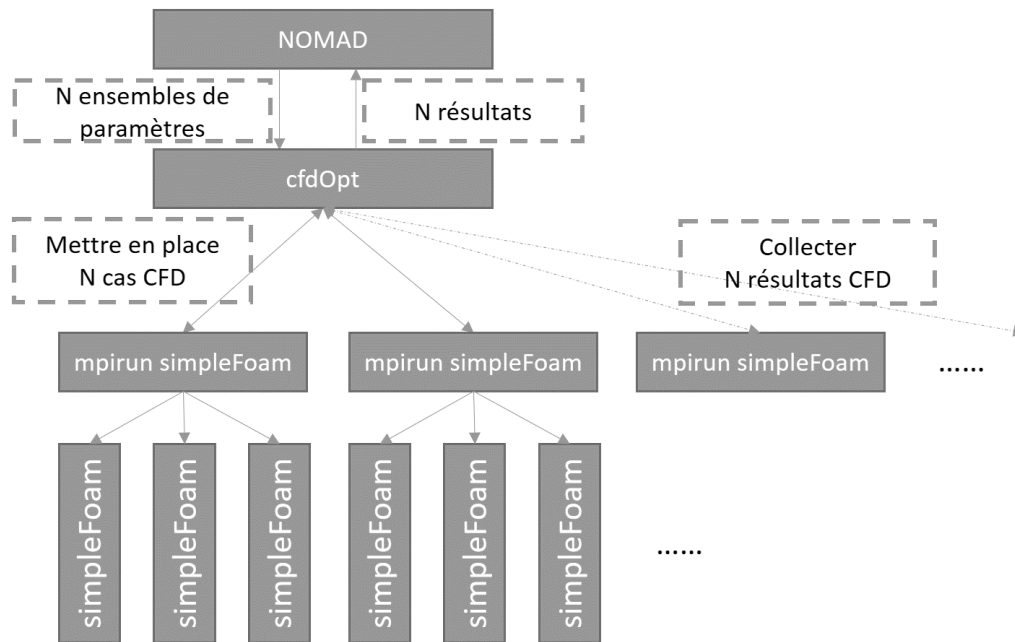 NOMAD
N ensembles de
paramètres
N résultats
cfdOpt
Mettre en place
N cas CFD
Collecter
N résultats CFD
mpirun simpleFoam
mpirun simpleFoam
mpirun simpleFoam
......
simpleFoam
simpleFoam
simpleFoam
simpleFoam
simpleFoam
simpleFoam
......